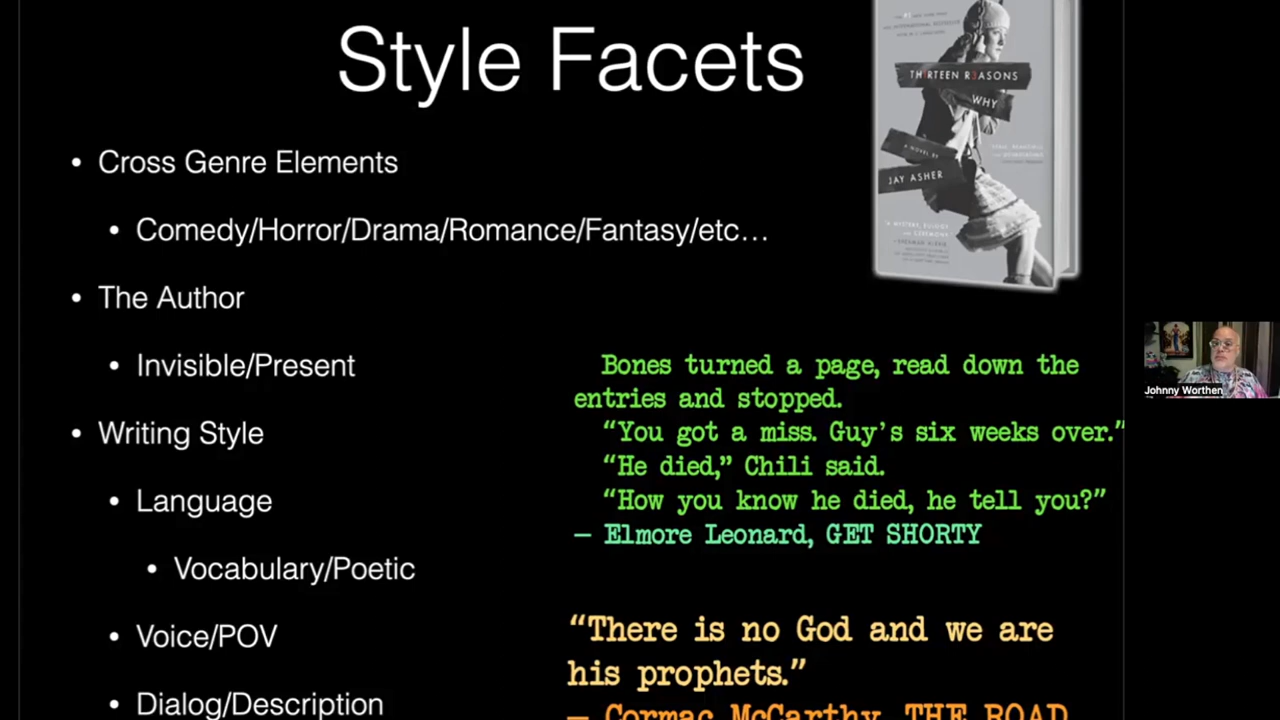 Style Facets
• Cross Genre Elements
• Comedy/Horror/Drama/Romance/Fantasy/etc…
• The Author
• Invisible/Present
• Writing Style
• Language
• Vocabulary/Poetic
• Voice/POV
• Dialog/Description
TH1RTEEN R3ASONS
WHY
A NOVEL BY
JAY ASHER
Bones turned a page, read down the
entries and stopped.
“You got a miss. Guy’s six weeks over.”
“He died,” Chili said.
“How you know he died, he tell you?”
— Elmore Leonard, GET SHORTY
“There is no God and we are
his prophets.”
— Cormac McCarthy, THE ROAD
Johnny Worthen